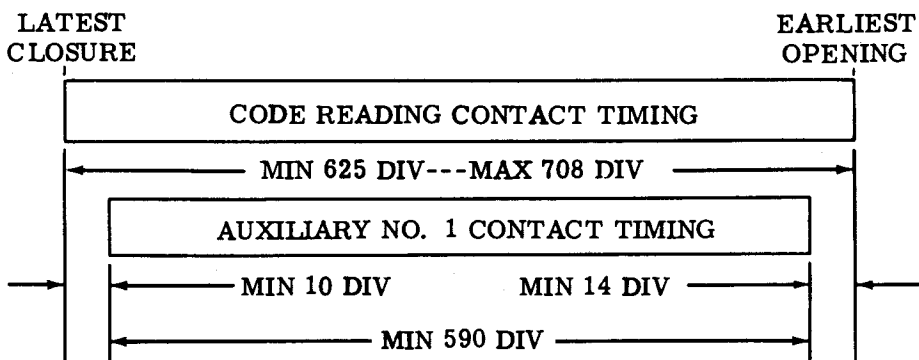 LATEST
CLOSURE
EARLIEST
OPENING
CODE READING CONTACT TIMING
MIN 625 DIV---MAX 708 DIV
AUXILIARY NO. 1 CONTACT TIMING
MIN 10 DIV
MIN 14 DIV
MIN 590 DIV